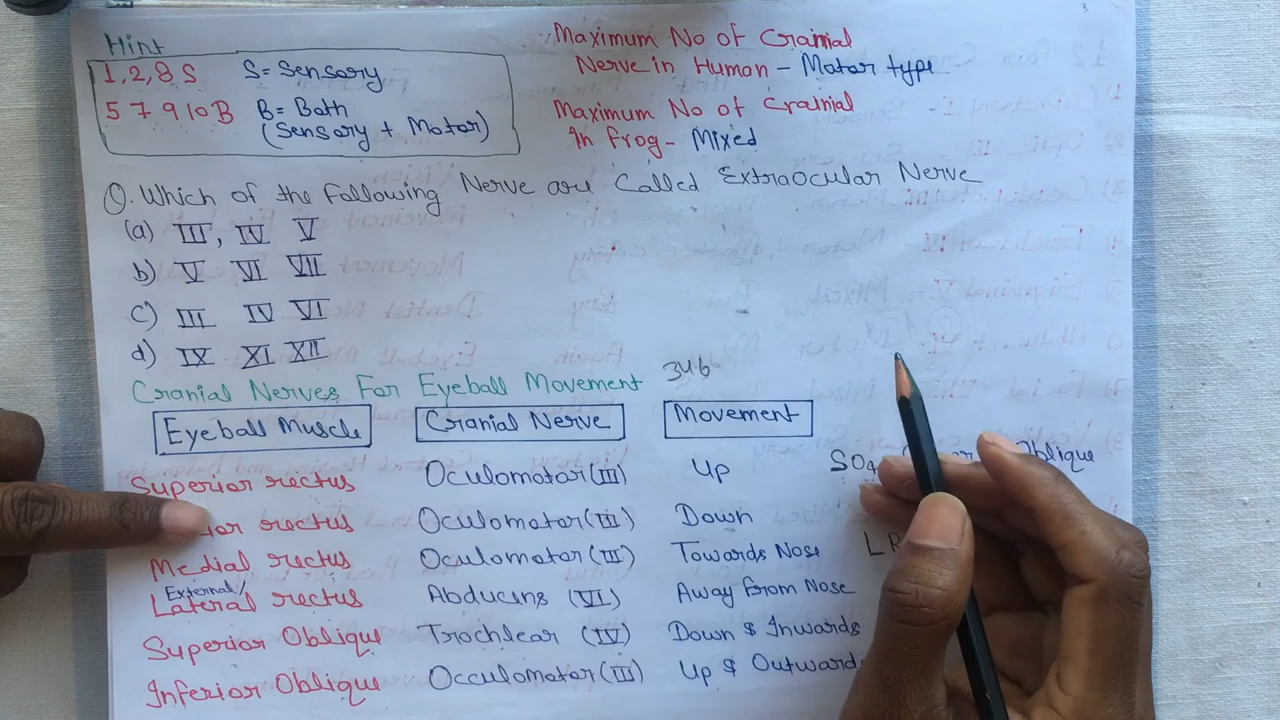 Hint
1, 2, 8 S S = Sensory
5 7 9 10 B B = Both
(Sensory + Motor)
Maximum No of Cranial
Nerve in Human - Motor type
Maximum No of Cratnial
In frog - Mixed
Q. Which of the Following Nerve are Called Extraocular Nerve
(a) III, IV V
b) V VI VII
c) III IV VI
d) IX XI XII
Cranial Nerves For Eyeball Movement 346
Eyeball Muscle Cranial Nerve Movement
Superior rectus Oculomotor (III) Up
rectus Oculomotor (III) Down
Medial rectus Oculomotor (III) Towards Nose
External/
Lateral rectus Abducens (VI) Away from Nose
Superior Oblique Trochlear (IV) Down & Inwards
Inferior Oblique Occulomotor (III) Up & Outwards
SO4 Oblique